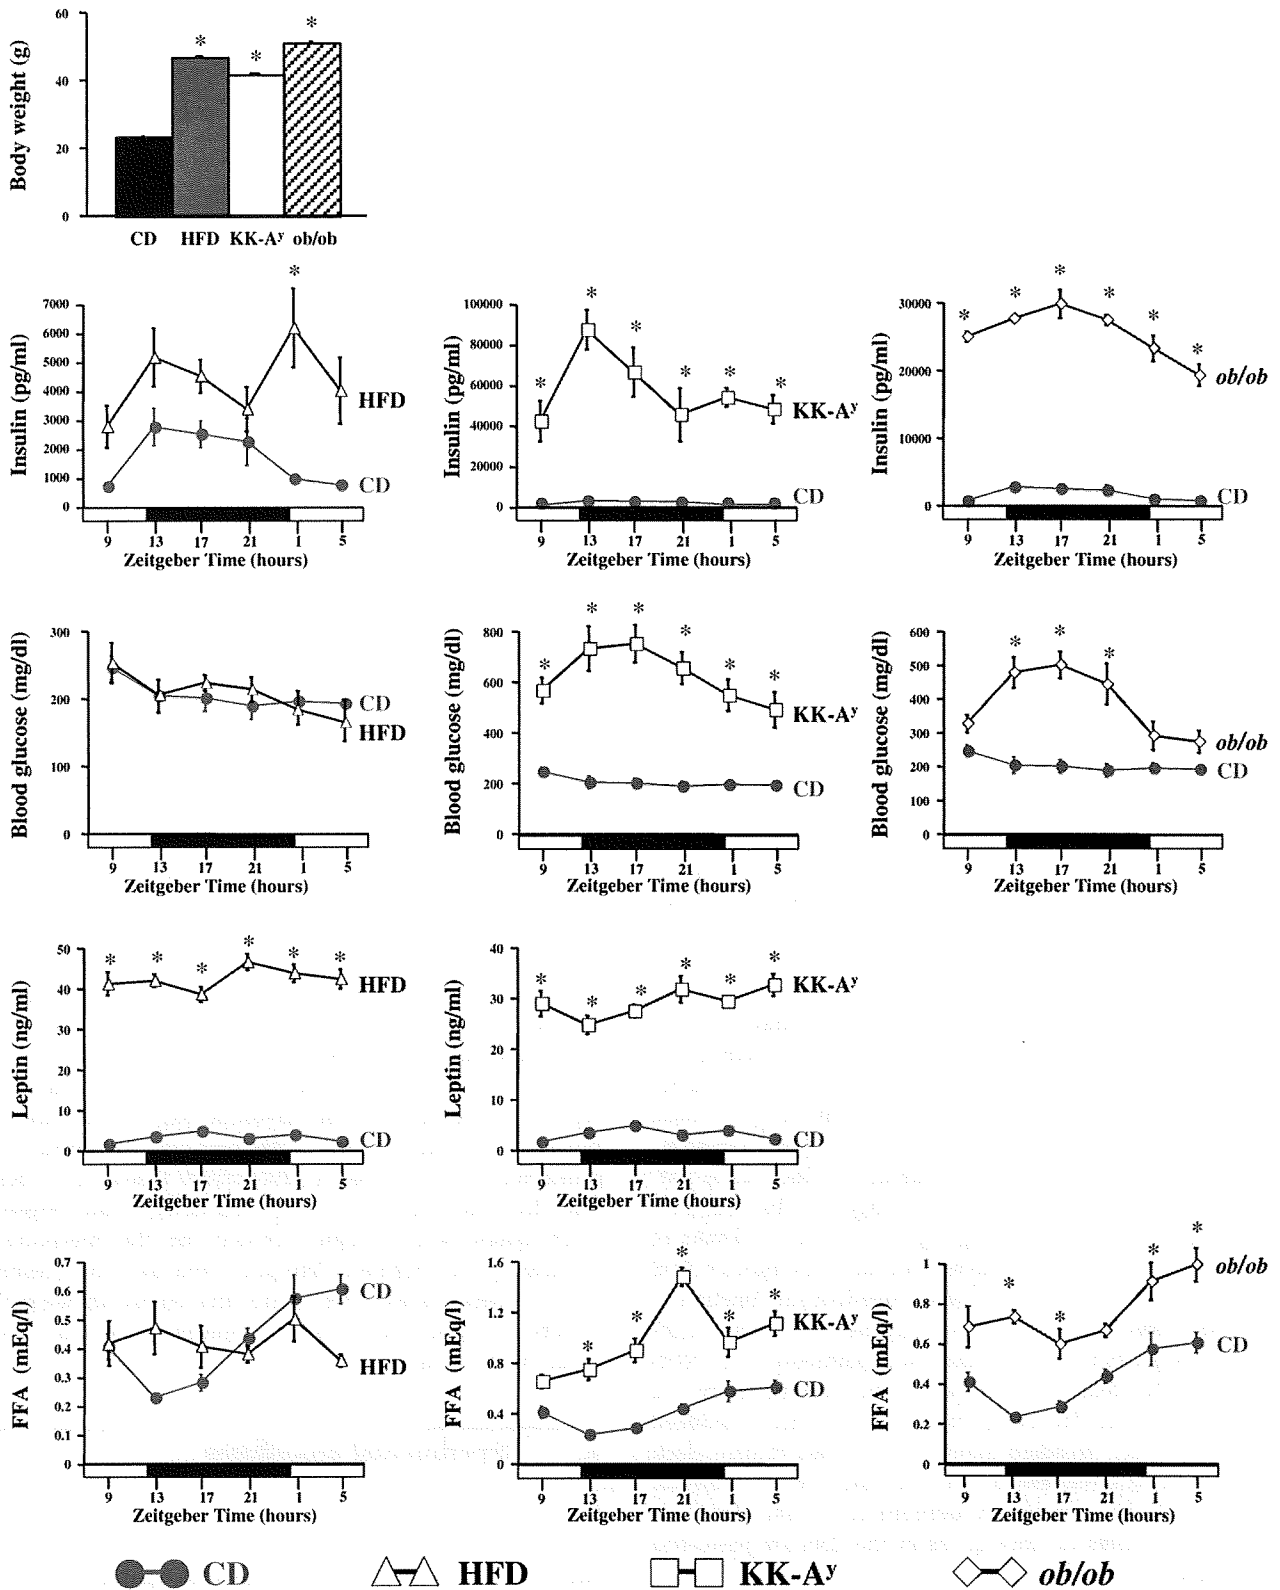 60
40
20
0
Body weight (g)
*
*
*
CD HFD KK-Aʸ ob/ob
Insulin (pg/ml)
7000
6000
5000
4000
3000
2000
1000
0
*
HFD
CD
9 13 17 21 1 5
Zeitgeber Time (hours)
Insulin (pg/ml)
100000
80000
60000
40000
20000
0
* * * * * *
KK-Aʸ
CD
9 13 17 21 1 5
Zeitgeber Time (hours)
Insulin (pg/ml)
30000
20000
10000
0
* * * * * *
ob/ob
CD
9 13 17 21 1 5
Zeitgeber Time (hours)
Blood glucose (mg/dl)
300
200
100
0
CD
HFD
9 13 17 21 1 5
Zeitgeber Time (hours)
Blood glucose (mg/dl)
800
600
400
200
0
* * * * * *
KK-Aʸ
CD
9 13 17 21 1 5
Zeitgeber Time (hours)
Blood glucose (mg/dl)
600
500
400
300
200
100
0
* * *
ob/ob
CD
9 13 17 21 1 5
Zeitgeber Time (hours)
Leptin (ng/ml)
50
40
30
20
10
0
* * * * * *
HFD
CD
9 13 17 21 1 5
Zeitgeber Time (hours)
Leptin (ng/ml)
40
30
20
10
0
* * * * * *
KK-Aʸ
CD
9 13 17 21 1 5
Zeitgeber Time (hours)
FFA (mEq/l)
0.7
0.6
0.5
0.4
0.3
0.2
0.1
0
CD
HFD
9 13 17 21 1 5
Zeitgeber Time (hours)
FFA (mEq/l)
1.6
1.2
0.8
0.4
0
* * * * *
KK-Aʸ
CD
9 13 17 21 1 5
Zeitgeber Time (hours)
FFA (mEq/l)
1
0.8
0.6
0.4
0.2
0
* * * *
ob/ob
CD
9 13 17 21 1 5
Zeitgeber Time (hours)
CD HFD KK-Aʸ ob/ob